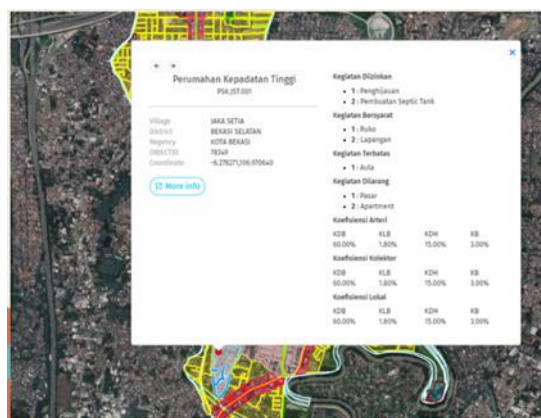 Perumahan Kepadatan Tinggi
PSK.JST.001
Village JAKA SETIA
District BEKASI SELATAN
Regency KOTA BEKASI
OBJECTID 78349
Coordinate -6.278271,106.970640
More info
Kegiatan Diizinkan
1 : Penghijauan
2 : Pembuatan Septic Tank
Kegiatan Bersyarat
1 : Ruko
2 : Lapangan
Kegiatan Terbatas
1 : Aula
Kegiatan Dilarang
1 : Pasar
2 : Apartment
Koefisiensi Arteri
KDB KLB KDH KB
60.00% 1.80% 15.00% 3.00%
Koefisiensi Kolektor
KDB KLB KDH KB
60.00% 1.80% 15.00% 3.00%
Koefisiensi Lokal
KDB KLB KDH KB
60.00% 1.80% 15.00% 3.00%